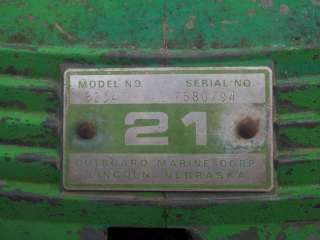 MODEL NO. SERIAL NO.
21
OUTBOARD MARINE CORP.
LINCOLN, NEBRASKA